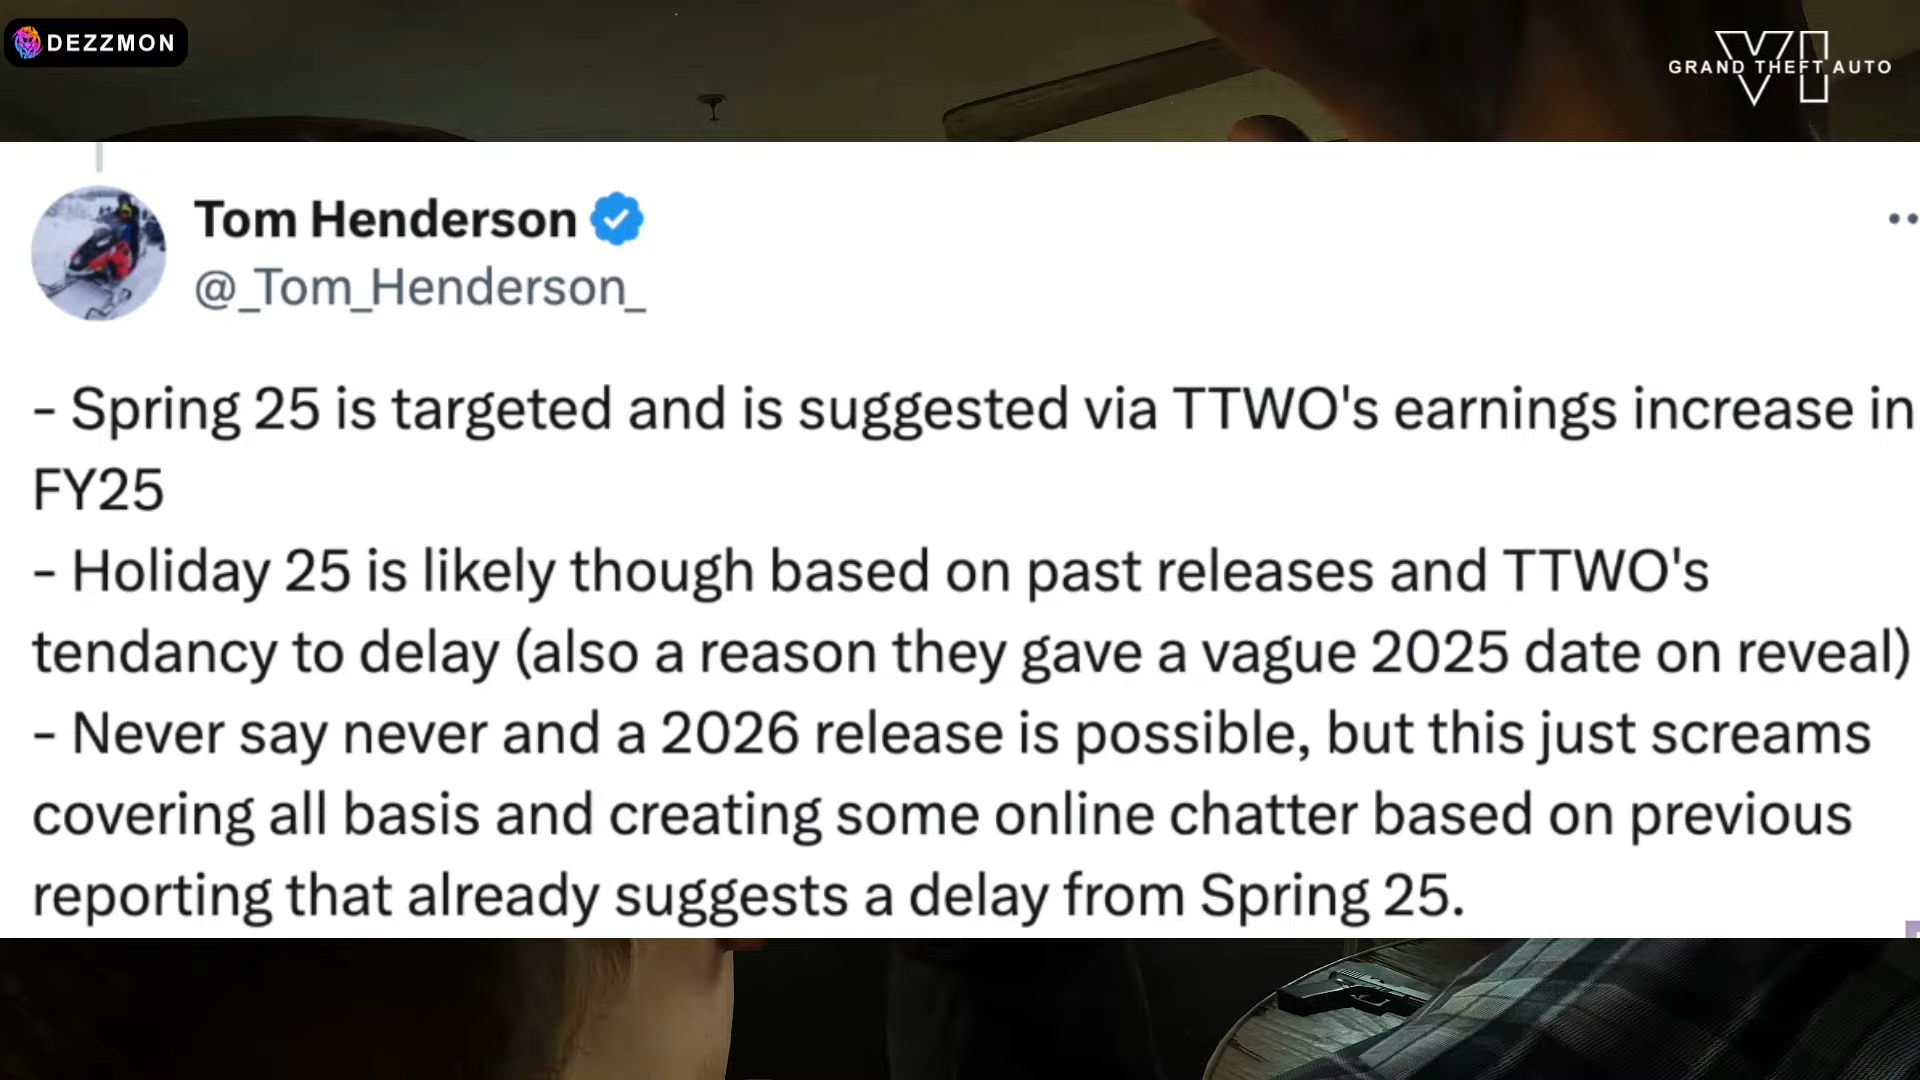 DEZZMON
VI
GRAND THEFT AUTO
Tom Henderson
@_Tom_Henderson_
- Spring 25 is targeted and is suggested via TTWO's earnings increase in
FY25
- Holiday 25 is likely though based on past releases and TTWO's
tendancy to delay (also a reason they gave a vague 2025 date on reveal)
- Never say never and a 2026 release is possible, but this just screams
covering all basis and creating some online chatter based on previous
reporting that already suggests a delay from Spring 25.